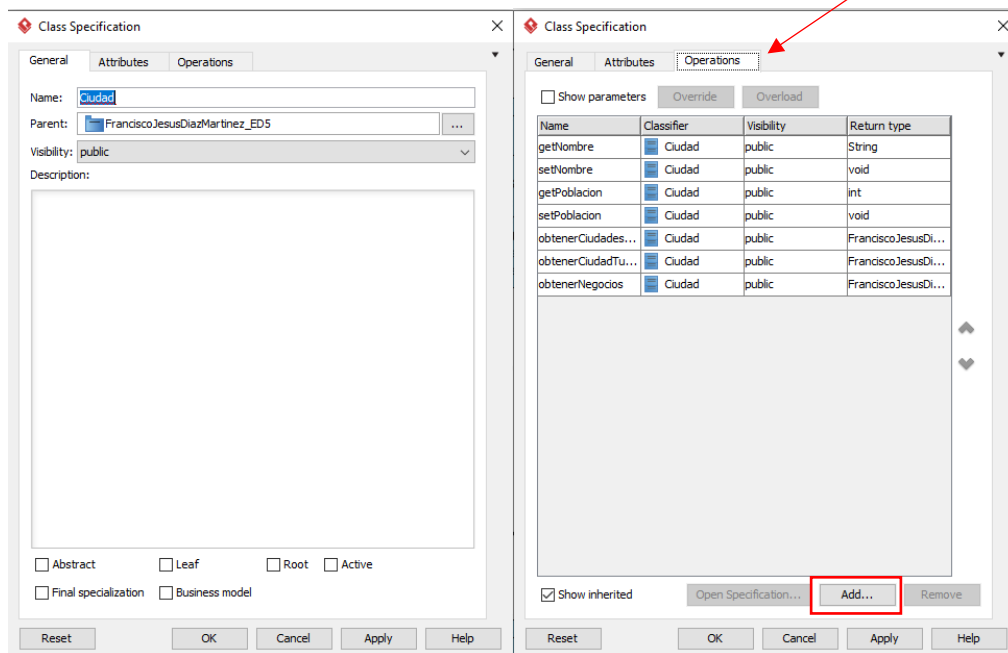 Class Specification
General Attributes Operations
Name: Ciudad
Parent: FranciscoJesusDiazMartinez_ED5 ...
Visibility: public
Description:
Abstract Leaf Root Active
Final specialization Business model
Reset OK Cancel Apply Help
Class Specification
General Attributes Operations
Show parameters Override Overload
Name Classifier Visibility Return type
getNombre Ciudad public String
setNombre Ciudad public void
getPoblacion Ciudad public int
setPoblacion Ciudad public void
obtenerCiudades... Ciudad public FranciscoJesusDi...
obtenerCiudadTu... Ciudad public FranciscoJesusDi...
obtenerNegocios Ciudad public FranciscoJesusDi...
Show inherited Open Specification... Add... Remove
Reset OK Cancel Apply Help